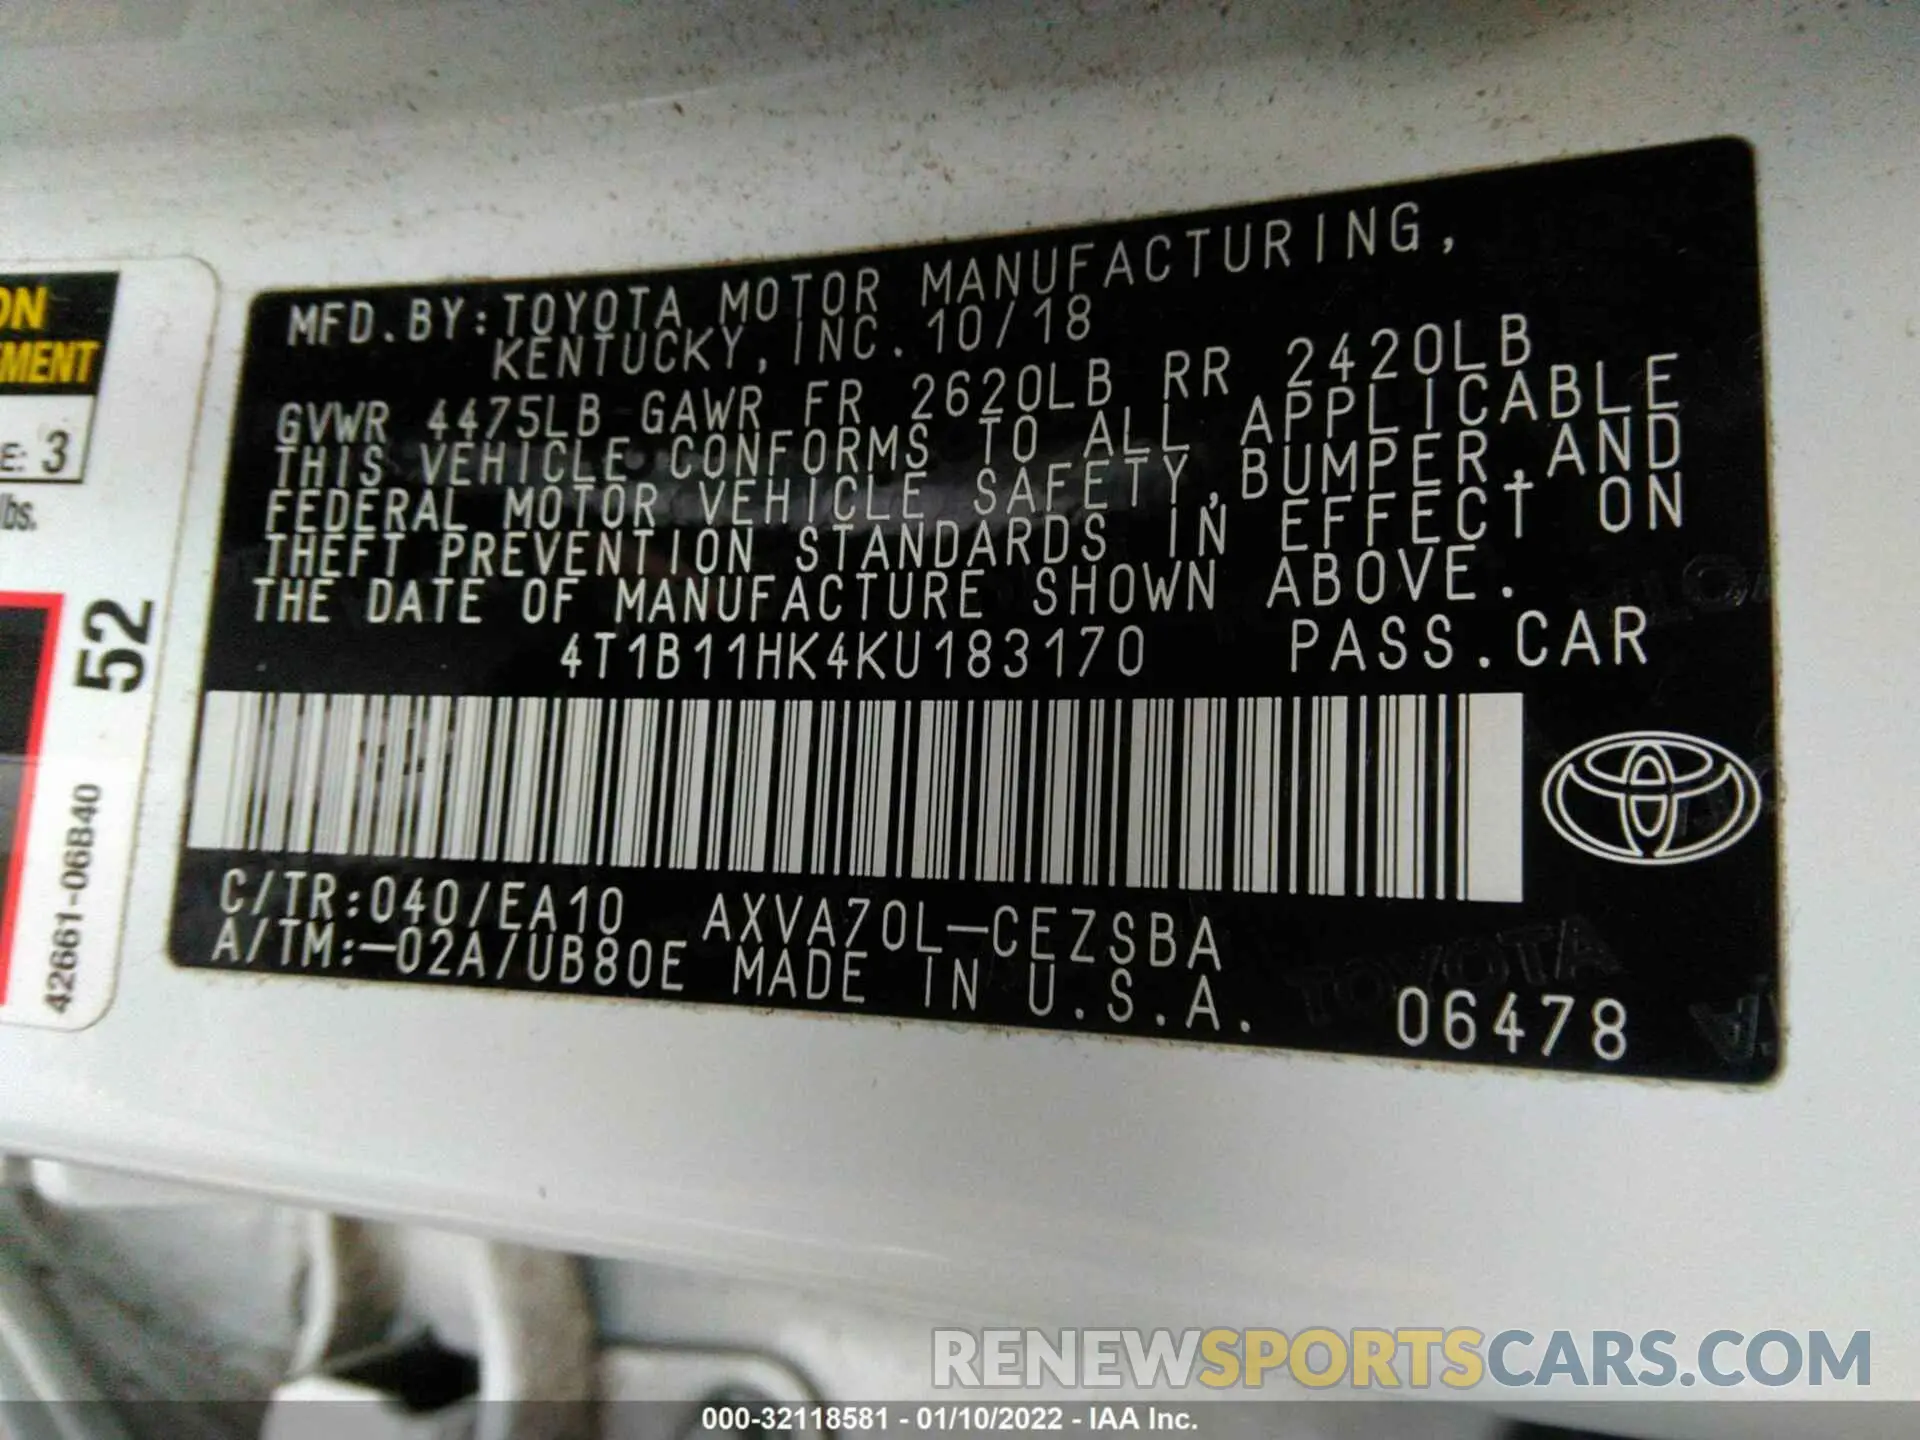 MFD.BY:TOYOTA MOTOR MANUFACTURING,
KENTUCKY, INC. 10/18
GVWR 4475LB GAWR FR 2620LB RR 2420LB
THIS VEHICLE CONFORMS TO ALL APPLICABLE
FEDERAL MOTOR VEHICLE SAFETY, BUMPER, AND
THEFT PREVENTION STANDARDS IN EFFECT ON
THE DATE OF MANUFACTURE SHOWN ABOVE.
4T1B11HK4KU183170 PASS.CAR
C/TR:040/EA10 AXVA70L-CEZSBA
A/TM:-02A/UB80E MADE IN U.S.A.
06478
TOYOTA
ON
MENT
E: 3
lbs.
52
42661-06B40
RENEWSPORTSCARS.COM
000-32118581 - 01/10/2022 - IAA Inc.